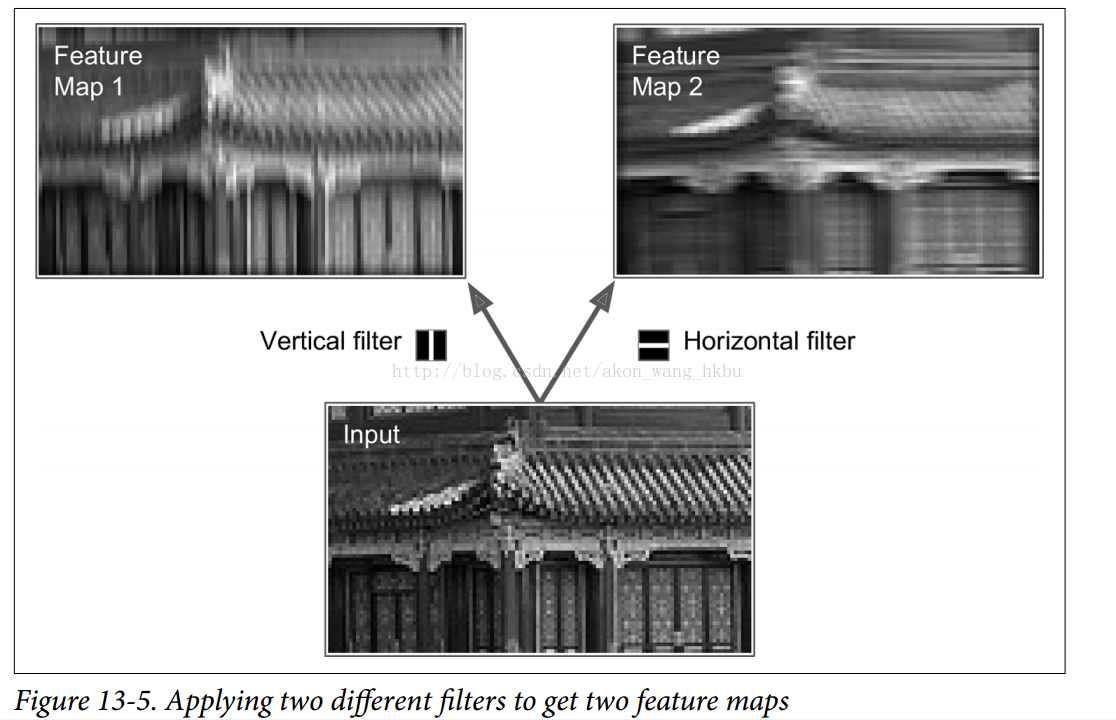 Feature
Map 1
Feature
Map 2
Vertical filter
Horizontal filter
http://blog.csdn.net/akon_wang_hkbu
Input
Figure 13-5. Applying two different filters to get two feature maps